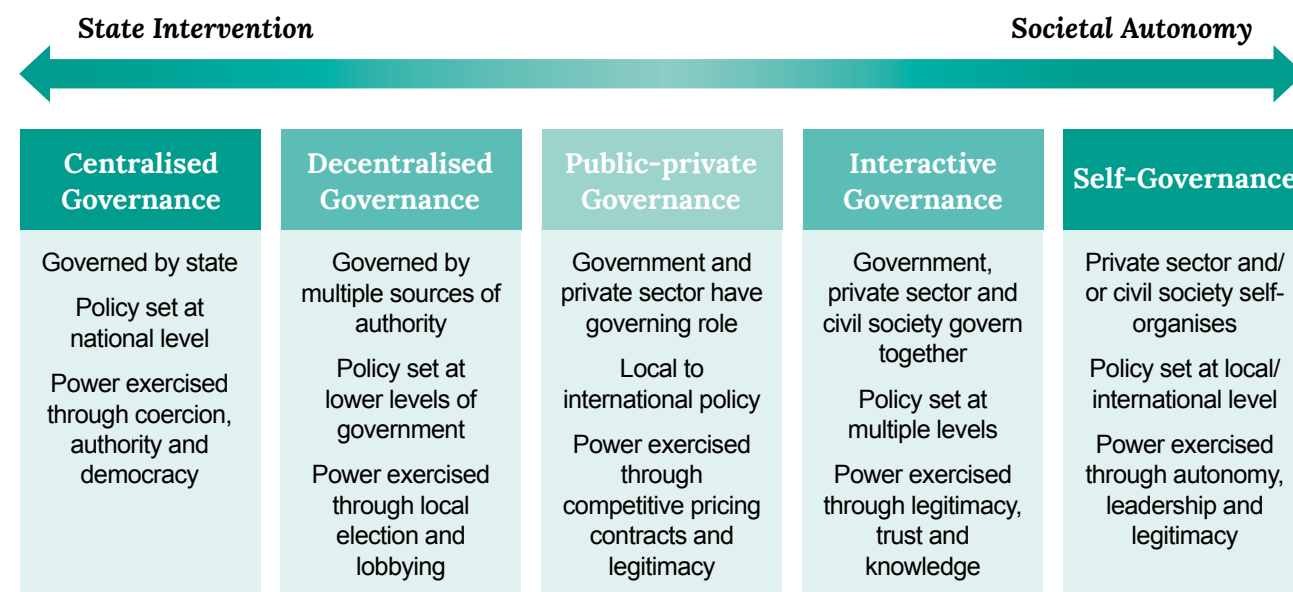 State Intervention
Societal Autonomy
Centralised
Governance
Governed by state
Policy set at
national level
Power exercised
through coercion,
authority and
democracy
Decentralised
Governance
Governed by
multiple sources of
authority
Policy set at
lower levels of
government
Power exercised
through local
election and
lobbying
Public-private
Governance
Government and
private sector have
governing role
Local to
international policy
Power exercised
through
competitive pricing
contracts and
legitimacy
Interactive
Governance
Government,
private sector and
civil society govern
together
Policy set at
multiple levels
Power exercised
through legitimacy,
trust and
knowledge
Self-Governance
Private sector and/
or civil society self-
organises
Policy set at local/
international level
Power exercised
through autonomy,
leadership and
legitimacy